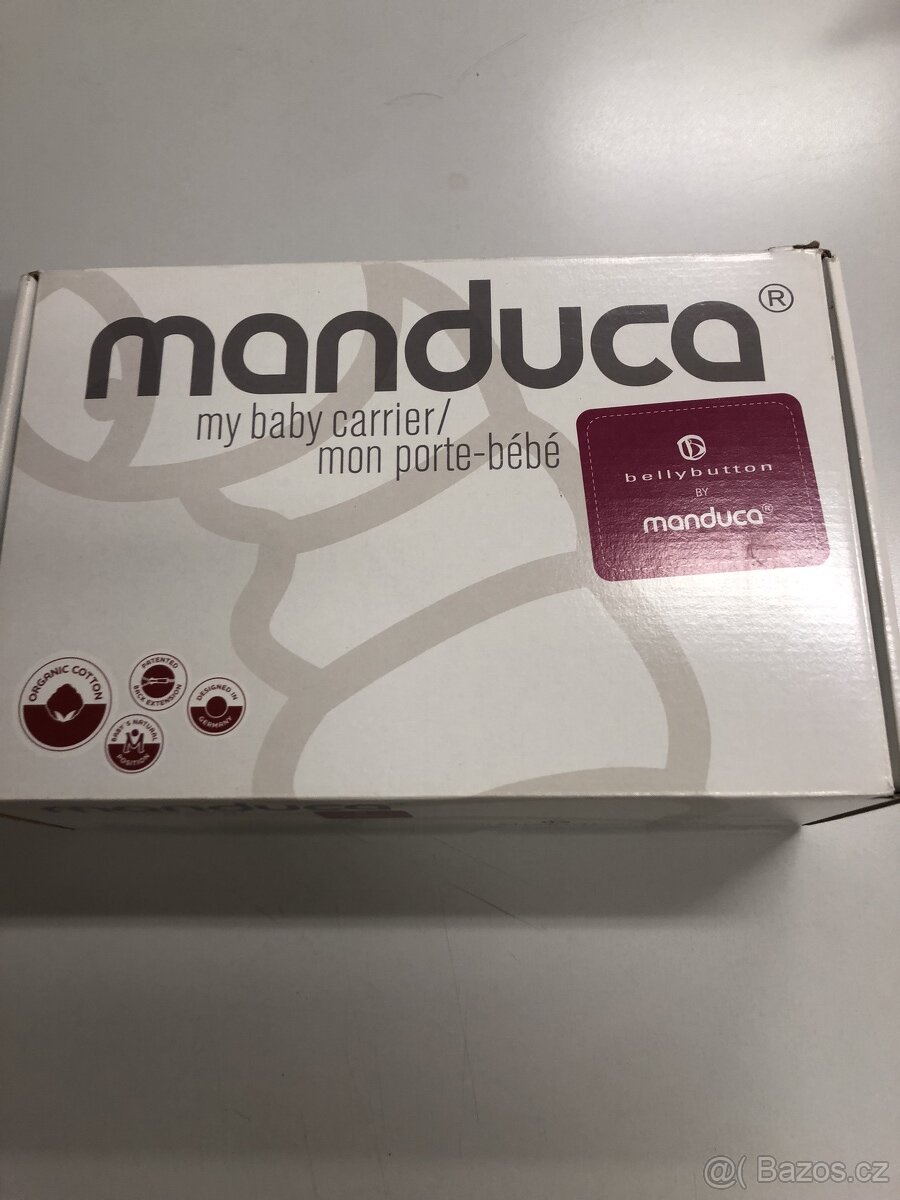 manduca®
my baby carrier/
mon porte-bébé
bellybutton
BY
manduca®
ORGANIC COTTON
PATENTED
BACK EXTENSION
DESIGNED IN
GERMANY
BABY'S NATURAL
POSITION
manduca
@( Bazos.cz